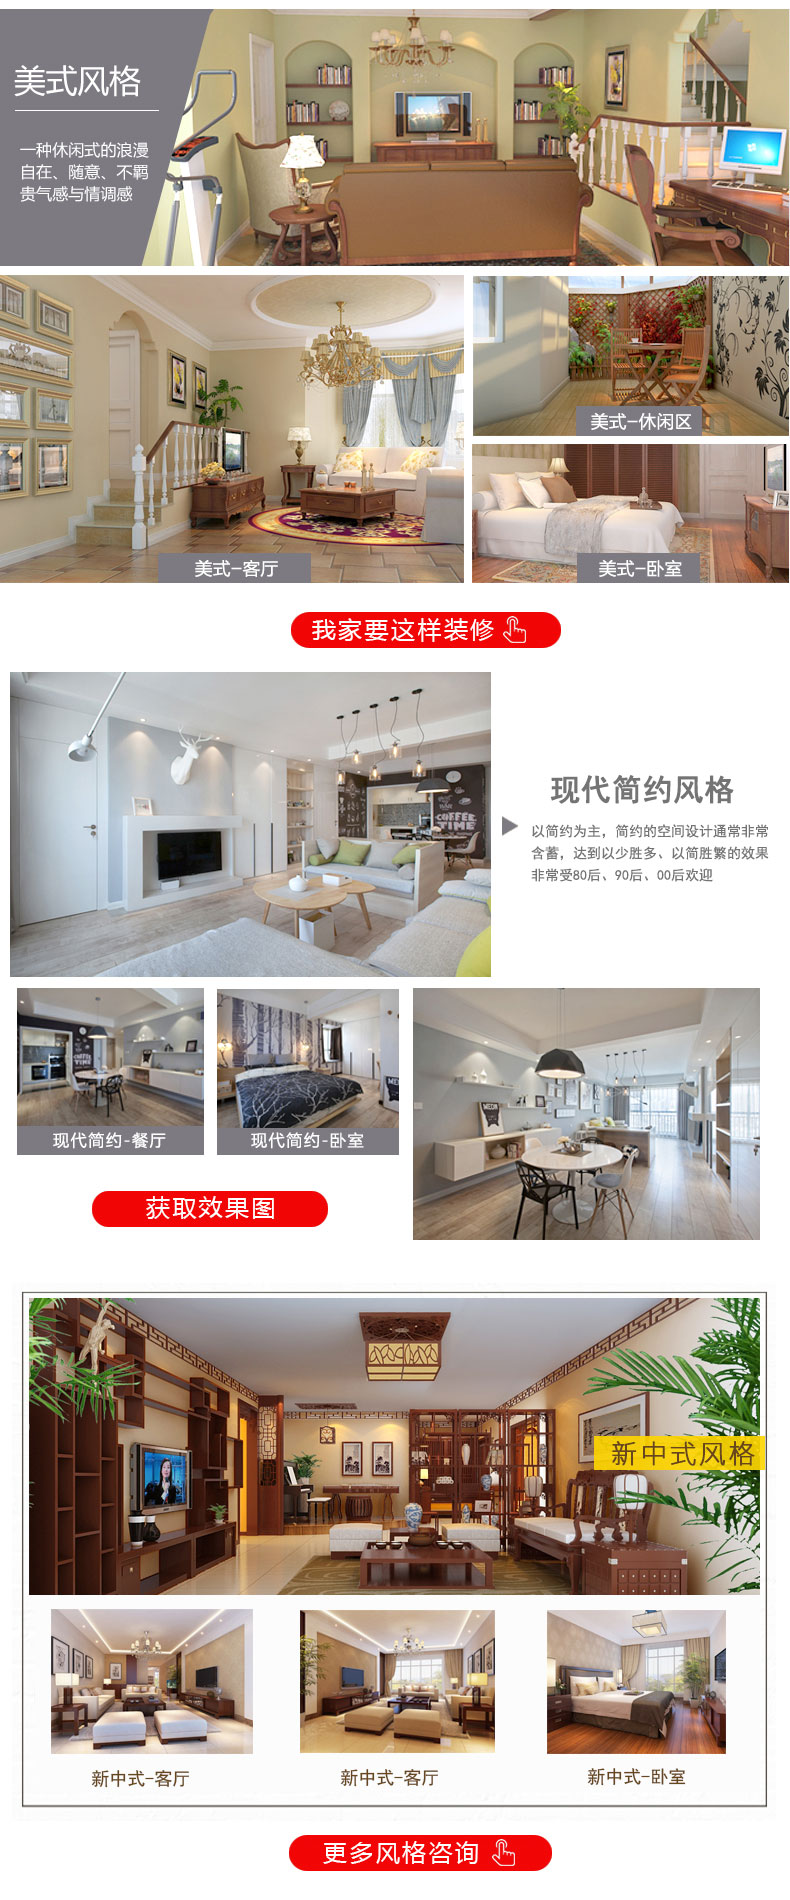 美式风格
一种休闲式的浪漫
自在、随意、不羁
贵气感与情调感
美式-休闲区
美式-客厅
美式-卧室
我家要这样装修
现代简约风格
以简约为主，简约的空间设计通常非常
含蓄，达到以少胜多、以简胜繁的效果
非常受80后、90后、00后欢迎
COFFEE
TIME
现代简约-餐厅
现代简约-卧室
获取效果图
新中式风格
新中式-客厅
新中式-客厅
新中式-卧室
更多风格咨询